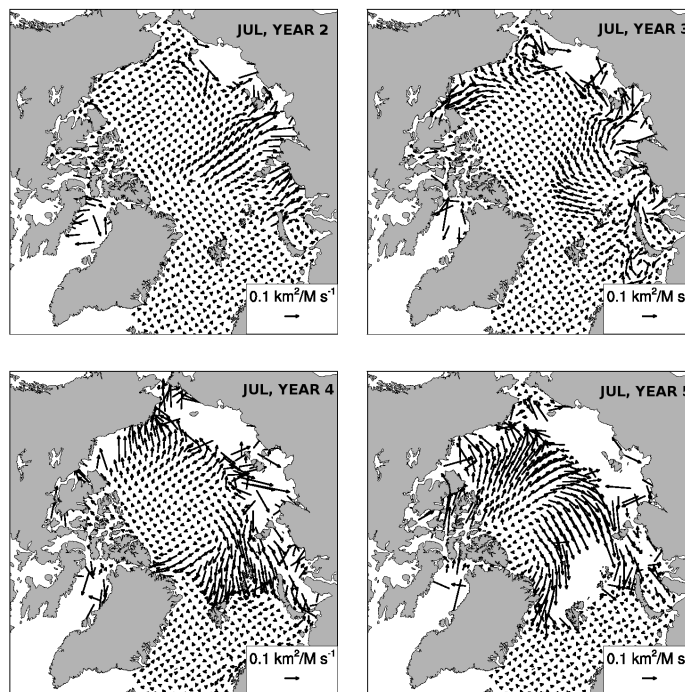 JUL, YEAR 2
JUL, YEAR 3
0.1 km²/M s⁻¹
0.1 km²/M s
JUL, YEAR 4
JUL, YEAR 5
0.1 km²/M s⁻¹
0.1 km²/M s